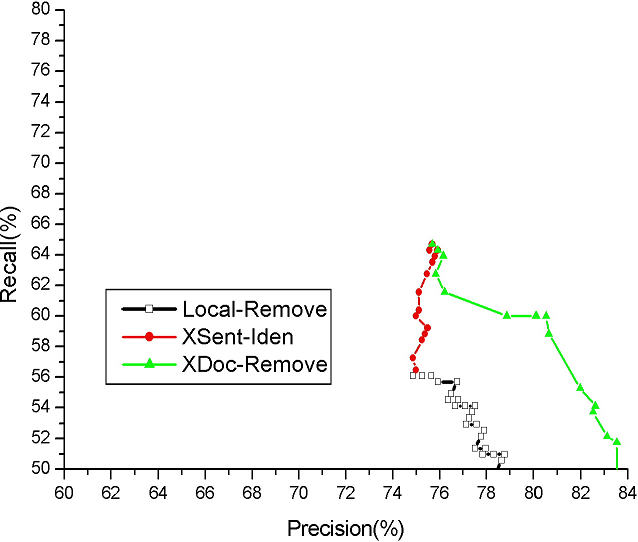 80
78
76
74
72
70
68
66
64
62
60
58
56
54
52
50
Recall(%)
Local-Remove
XSent-Iden
XDoc-Remove
60 62 64 66 68 70 72 74 76 78 80 82 84
Precision(%)